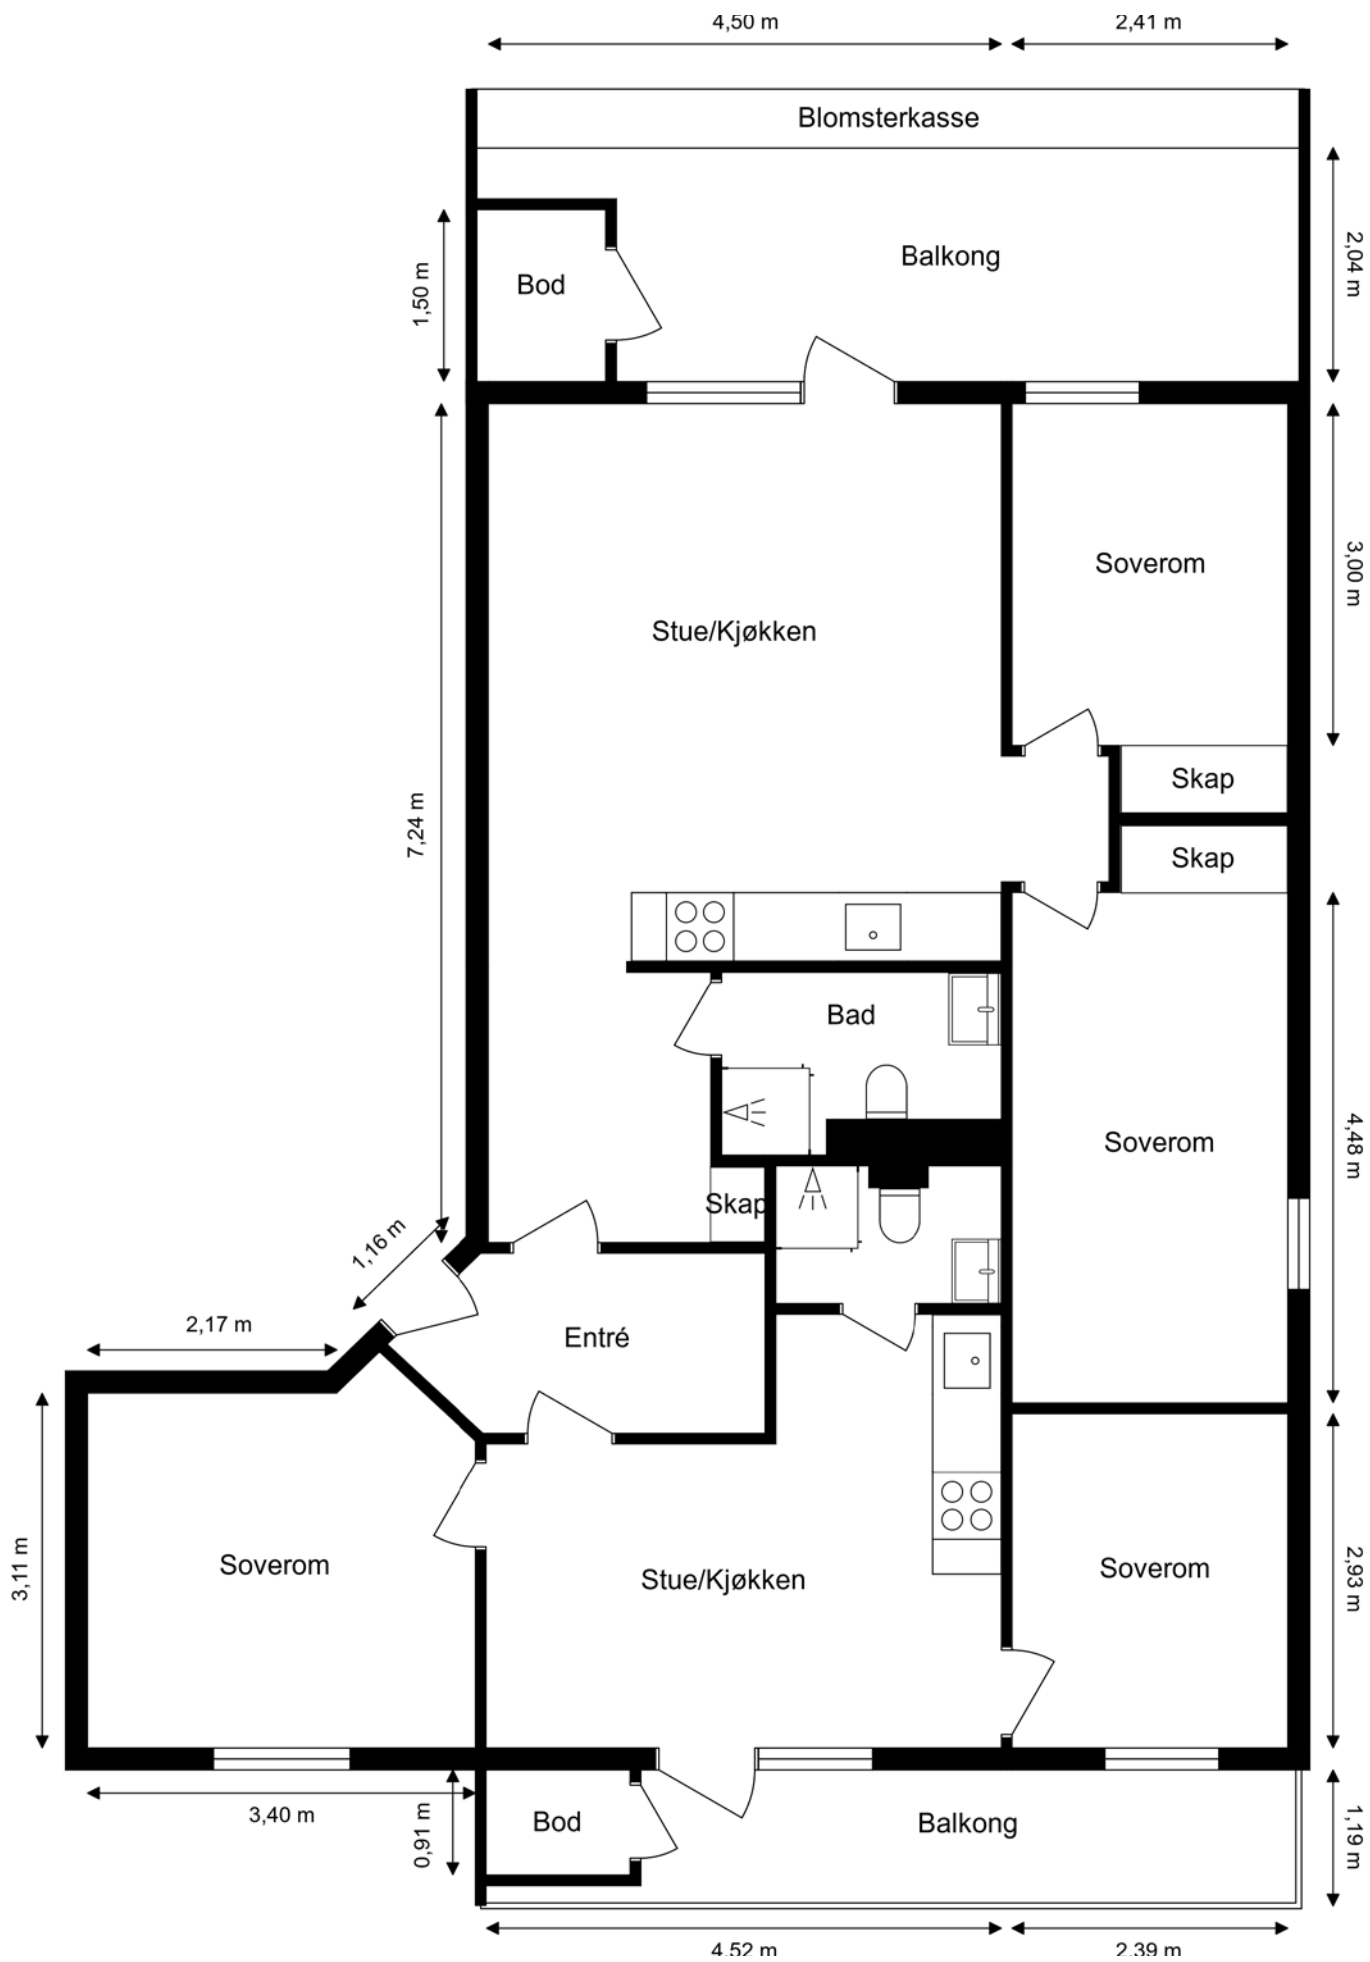 4,50 m
2,41 m
Blomsterkasse
2,04 m
Balkong
1,50 m
Bod
3,00 m
Soverom
Stue/Kjøkken
Skap
7,24 m
Skap
Bad
4,48 m
Soverom
Skap
1,16 m
2,17 m
Entré
3,11 m
Soverom
Stue/Kjøkken
Soverom
2,93 m
3,40 m
0,91 m
Bod
Balkong
1,19 m
4,52 m
2,39 m